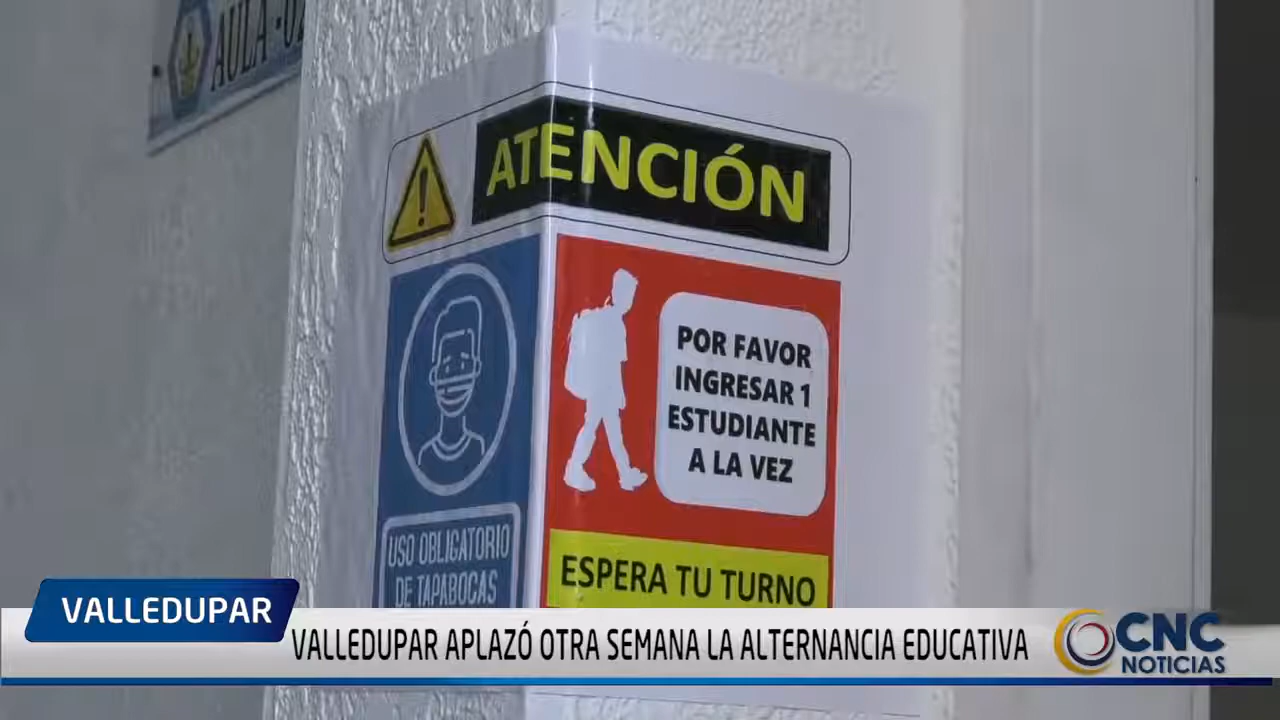 AULA
ATENCIÓN
POR FAVOR
INGRESAR 1
ESTUDIANTE
A LA VEZ
USO OBLIGATORIO
DE TAPABOCAS
ESPERA TU TURNO
VALLEDUPAR
VALLEDUPAR APLAZÓ OTRA SEMANA LA ALTERNANCIA EDUCATIVA
CNC
NOTICIAS